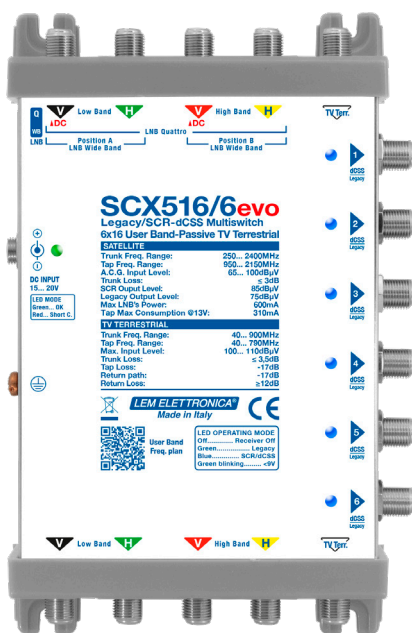 Q
WB
LNB
V
Low Band
H
V
High Band
H
TV Terr.
DC
DC
LNB Quattro
Position A
LNB Wide Band
Position B
LNB Wide Band
1
dCSS
Legacy
SCX516/6evo
Legacy/SCR-dCSS Multiswitch
6x16 User Band-Passive TV Terrestrial
SATELLITE
Trunk Freq. Range: 250... 2400MHz
Tap Freq. Range: 950... 2150MHz
A.C.G. Input Level: 65... 100dBμV
Trunk Loss: ≤ 3dB
SCR Ouput Level: 85dBμV
Legacy Output Level: 75dBμV
Max LNB's Power: 600mA
Tap Max Consumption @13V: 310mA
2
dCSS
Legacy
DC INPUT
15... 20V
LED MODE
Green... OK
Red... Short C.
3
dCSS
Legacy
TV TERRESTRIAL
Trunk Freq. Range: 40... 900MHz
Tap Freq. Range: 40... 790MHz
Max. Input Level: 100... 110dBμV
Trunk Loss: ≤ 3,5dB
Tap Loss: -17dB
Return path: -17dB
Return Loss: ≥12dB
4
dCSS
Legacy
LEM ELETTRONICA®
Made in Italy
CE
User Band
Freq. plan
LED OPERATING MODE
Off.......... Receiver Off
Green................. Legacy
Blue.............. SCR/dCSS
Green blinking......... <9V
5
dCSS
Legacy
6
dCSS
Legacy
V
Low Band
H
V
High Band
H
TV Terr.